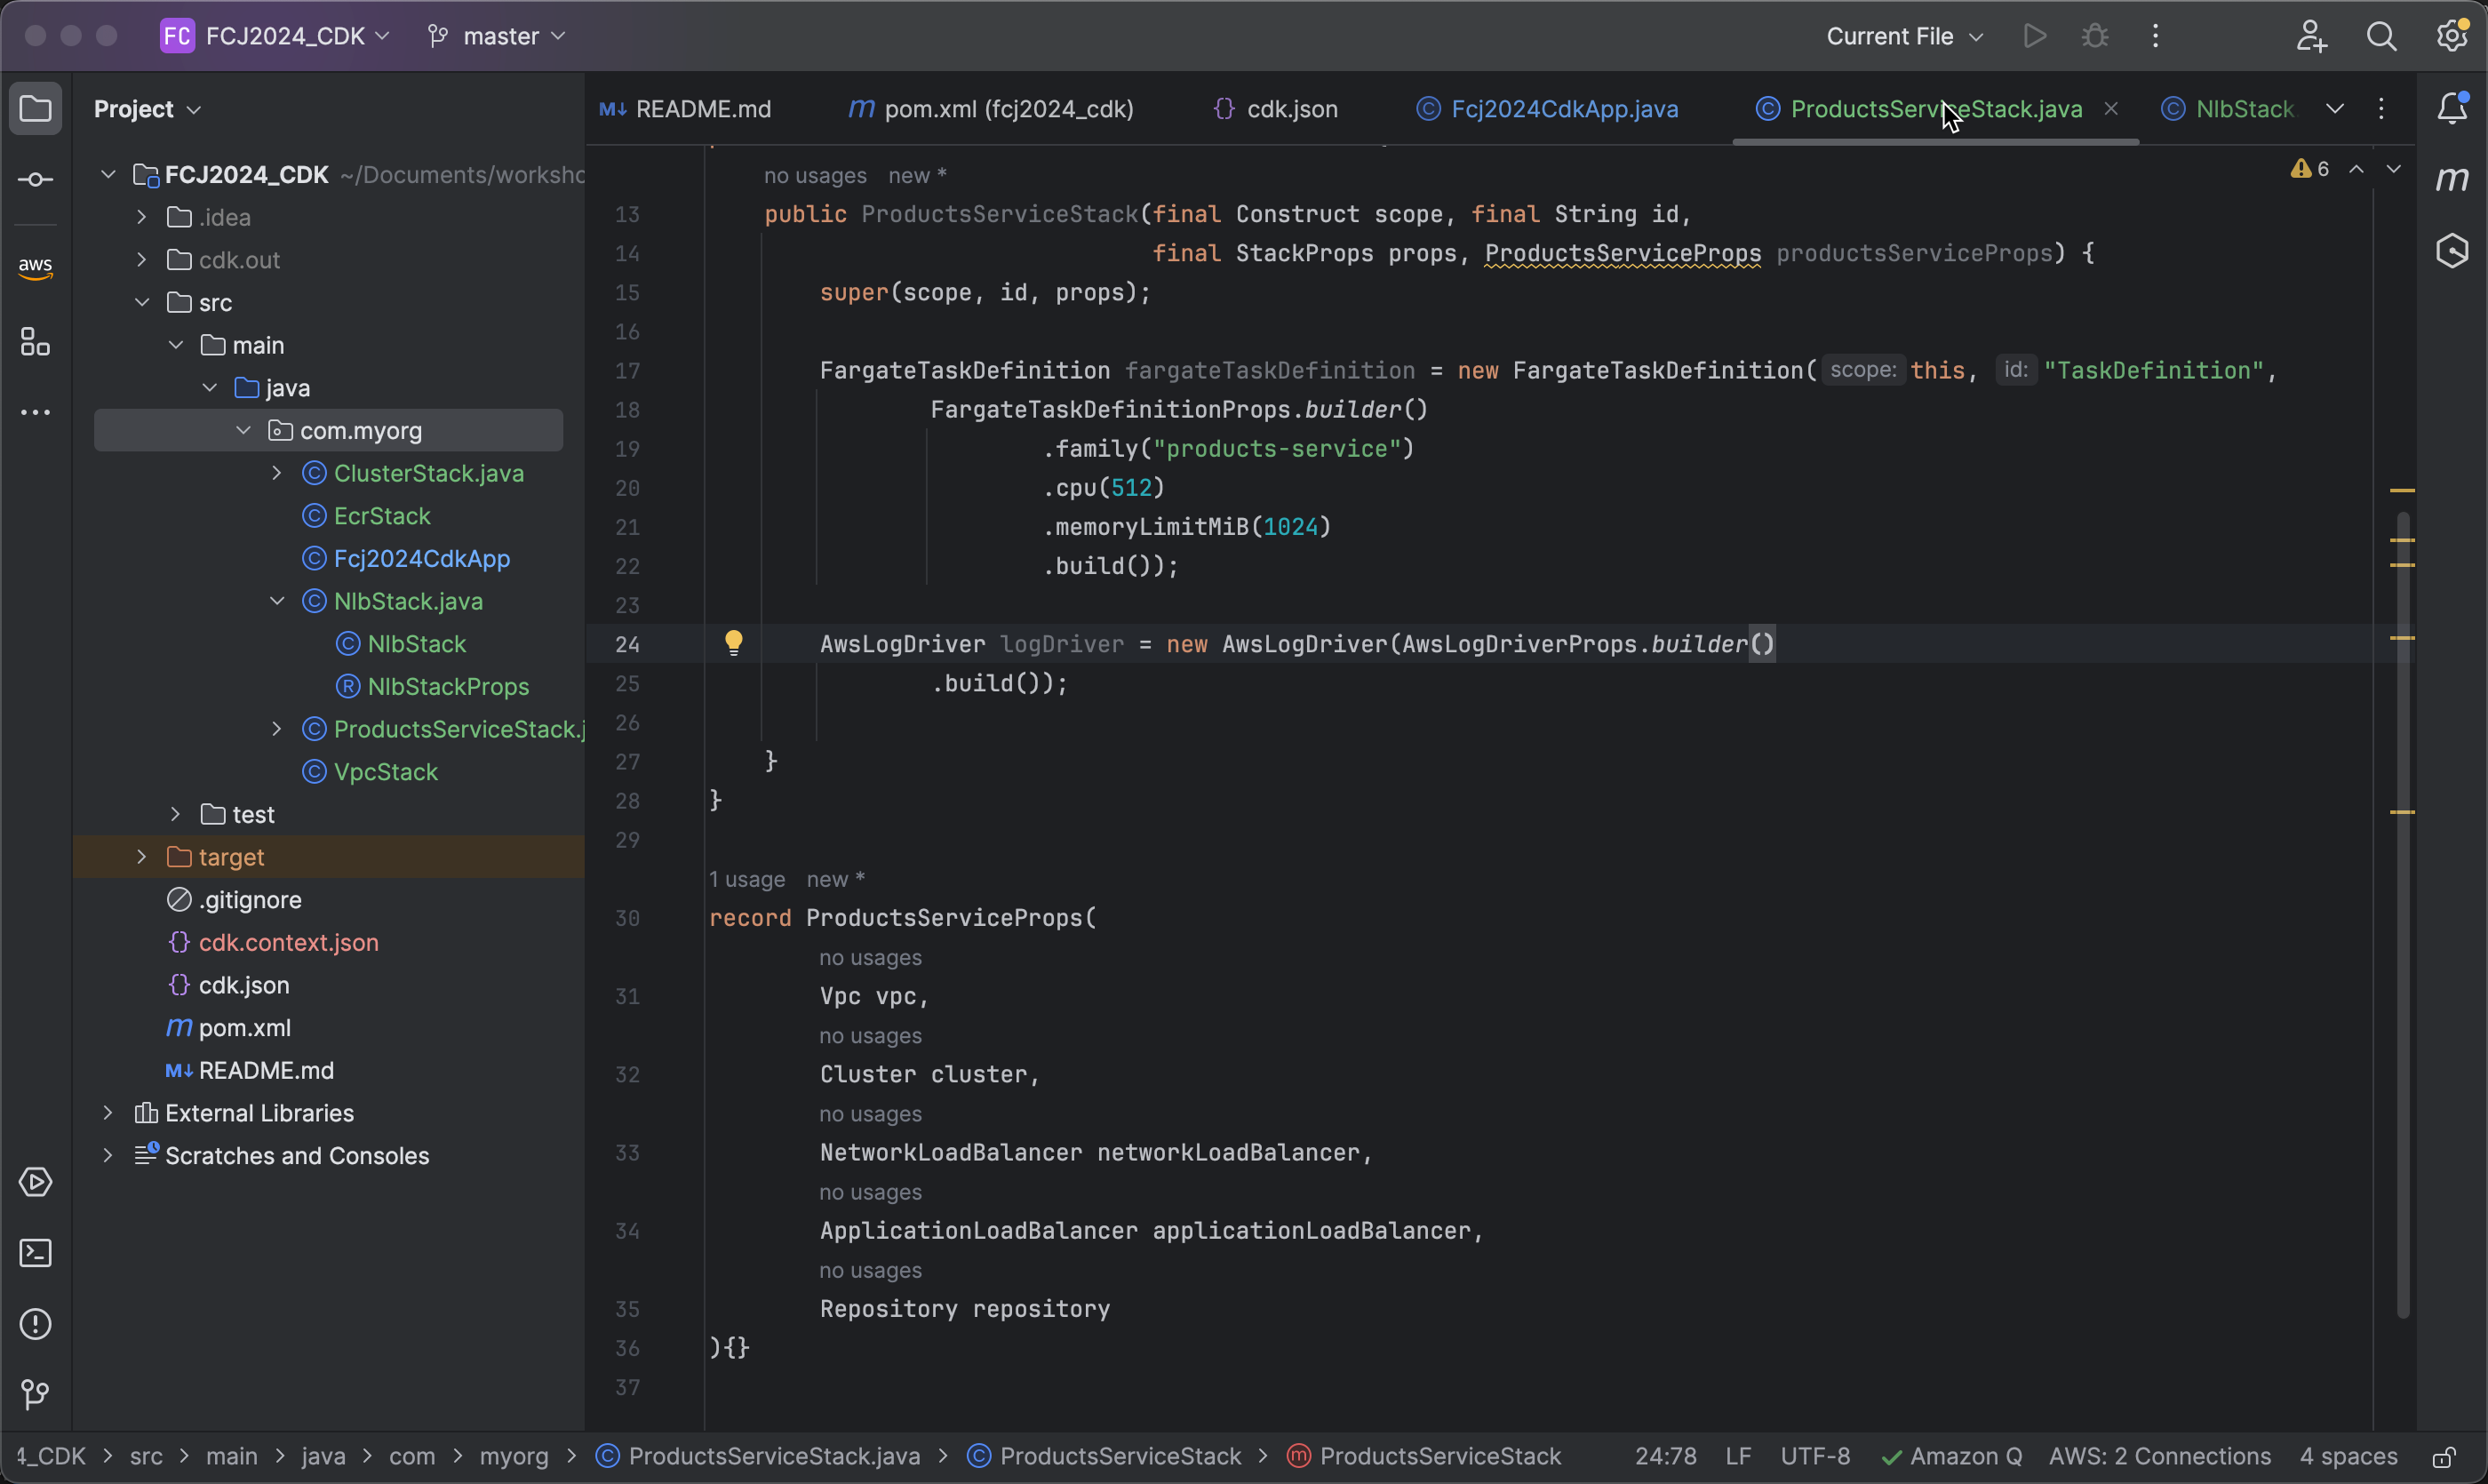 FC FCJ2024_CDK master Current File
aws
Project
FCJ2024_CDK ~/Documents/worksho
.idea
cdk.out
src
main
java
com.myorg
ClusterStack.java
EcrStack
Fcj2024CdkApp
NlbStack.java
NlbStack
NlbStackProps
ProductsServiceStack.j
VpcStack
test
target
.gitignore
cdk.context.json
cdk.json
pom.xml
README.md
External Libraries
Scratches and Consoles
README.md pom.xml (fcj2024_cdk) cdk.json Fcj2024CdkApp.java ProductsServiceStack.java NlbStack
6
no usages new *
13 public ProductsServiceStack(final Construct scope, final String id,
14 final StackProps props, ProductsServiceProps productsServiceProps) {
15 super(scope, id, props);
16
17 FargateTaskDefinition fargateTaskDefinition = new FargateTaskDefinition( scope: this, id: "TaskDefinition",
18 FargateTaskDefinitionProps.builder()
19 .family("products-service")
20 .cpu(512)
21 .memoryLimitMiB(1024)
22 .build());
23
24 AwsLogDriver logDriver = new AwsLogDriver(AwsLogDriverProps.builder()
25 .build());
26
27 }
28 }
29
1 usage new *
30 record ProductsServiceProps(
no usages
31 Vpc vpc,
no usages
32 Cluster cluster,
no usages
33 NetworkLoadBalancer networkLoadBalancer,
no usages
34 ApplicationLoadBalancer applicationLoadBalancer,
no usages
35 Repository repository
36 ){}
37
4_CDK > src > main > java > com > myorg > ProductsServiceStack.java > ProductsServiceStack > ProductsServiceStack 24:78 LF UTF-8 Amazon Q AWS: 2 Connections 4 spaces